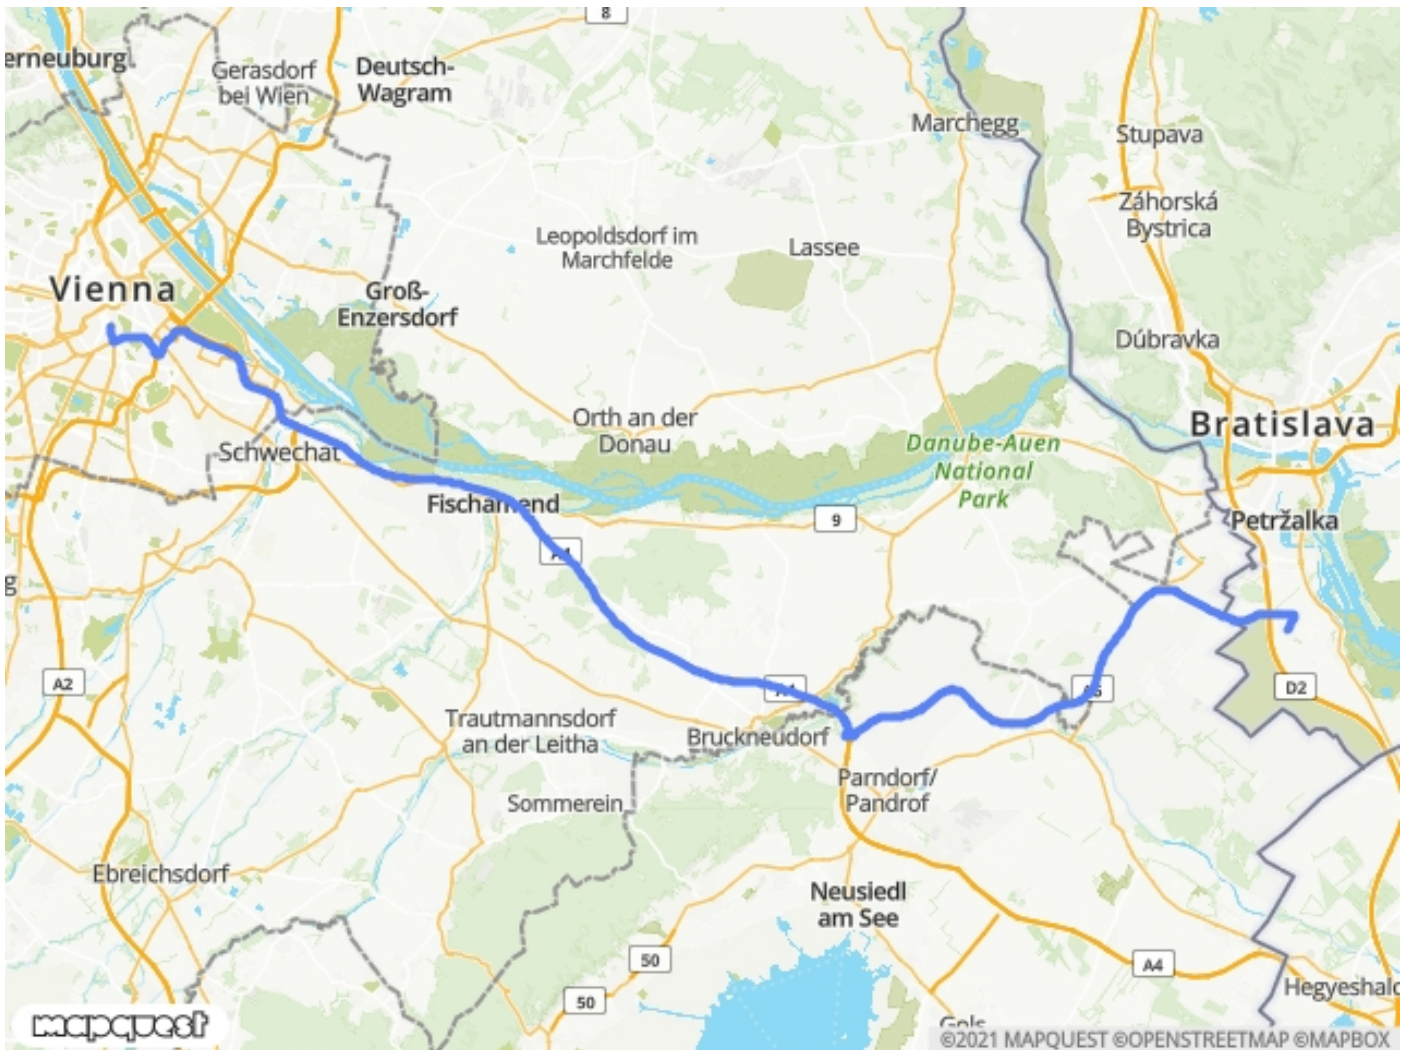 8
erneuburg
Gerasdorf
bei Wien
Deutsch-
Wagram
Marchegg
Stupava
Záhorská
Bystrica
Leopoldsdorf im
Marchfelde
Lassee
Vienna
Groß-
Enzersdorf
Dúbravka
Orth an der
Donau
Bratislava
Danube-Auen
National
Park
Schwechat
Fischamend
9
Petržalka
A4
g
A2
A4
A6
D2
Trautmannsdorf
an der Leitha
Bruckneudorf
Parndorf/
Pandrof
Sommerein
Ebreichsdorf
Neusiedl
am See
50
A4
50
Hegyeshalo
Gols
mapquest
©2021 MAPQUEST ©OPENSTREETMAP ©MAPBOX